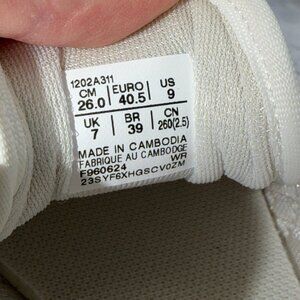 1202A311
CM EURO US
26.0 40.5 9
UK BR CN
7 39 260(2.5)
MADE IN CAMBODIA
FABRIQUE AU CAMBODGE
F960624 WR
23SYF6XHGSCV0ZM